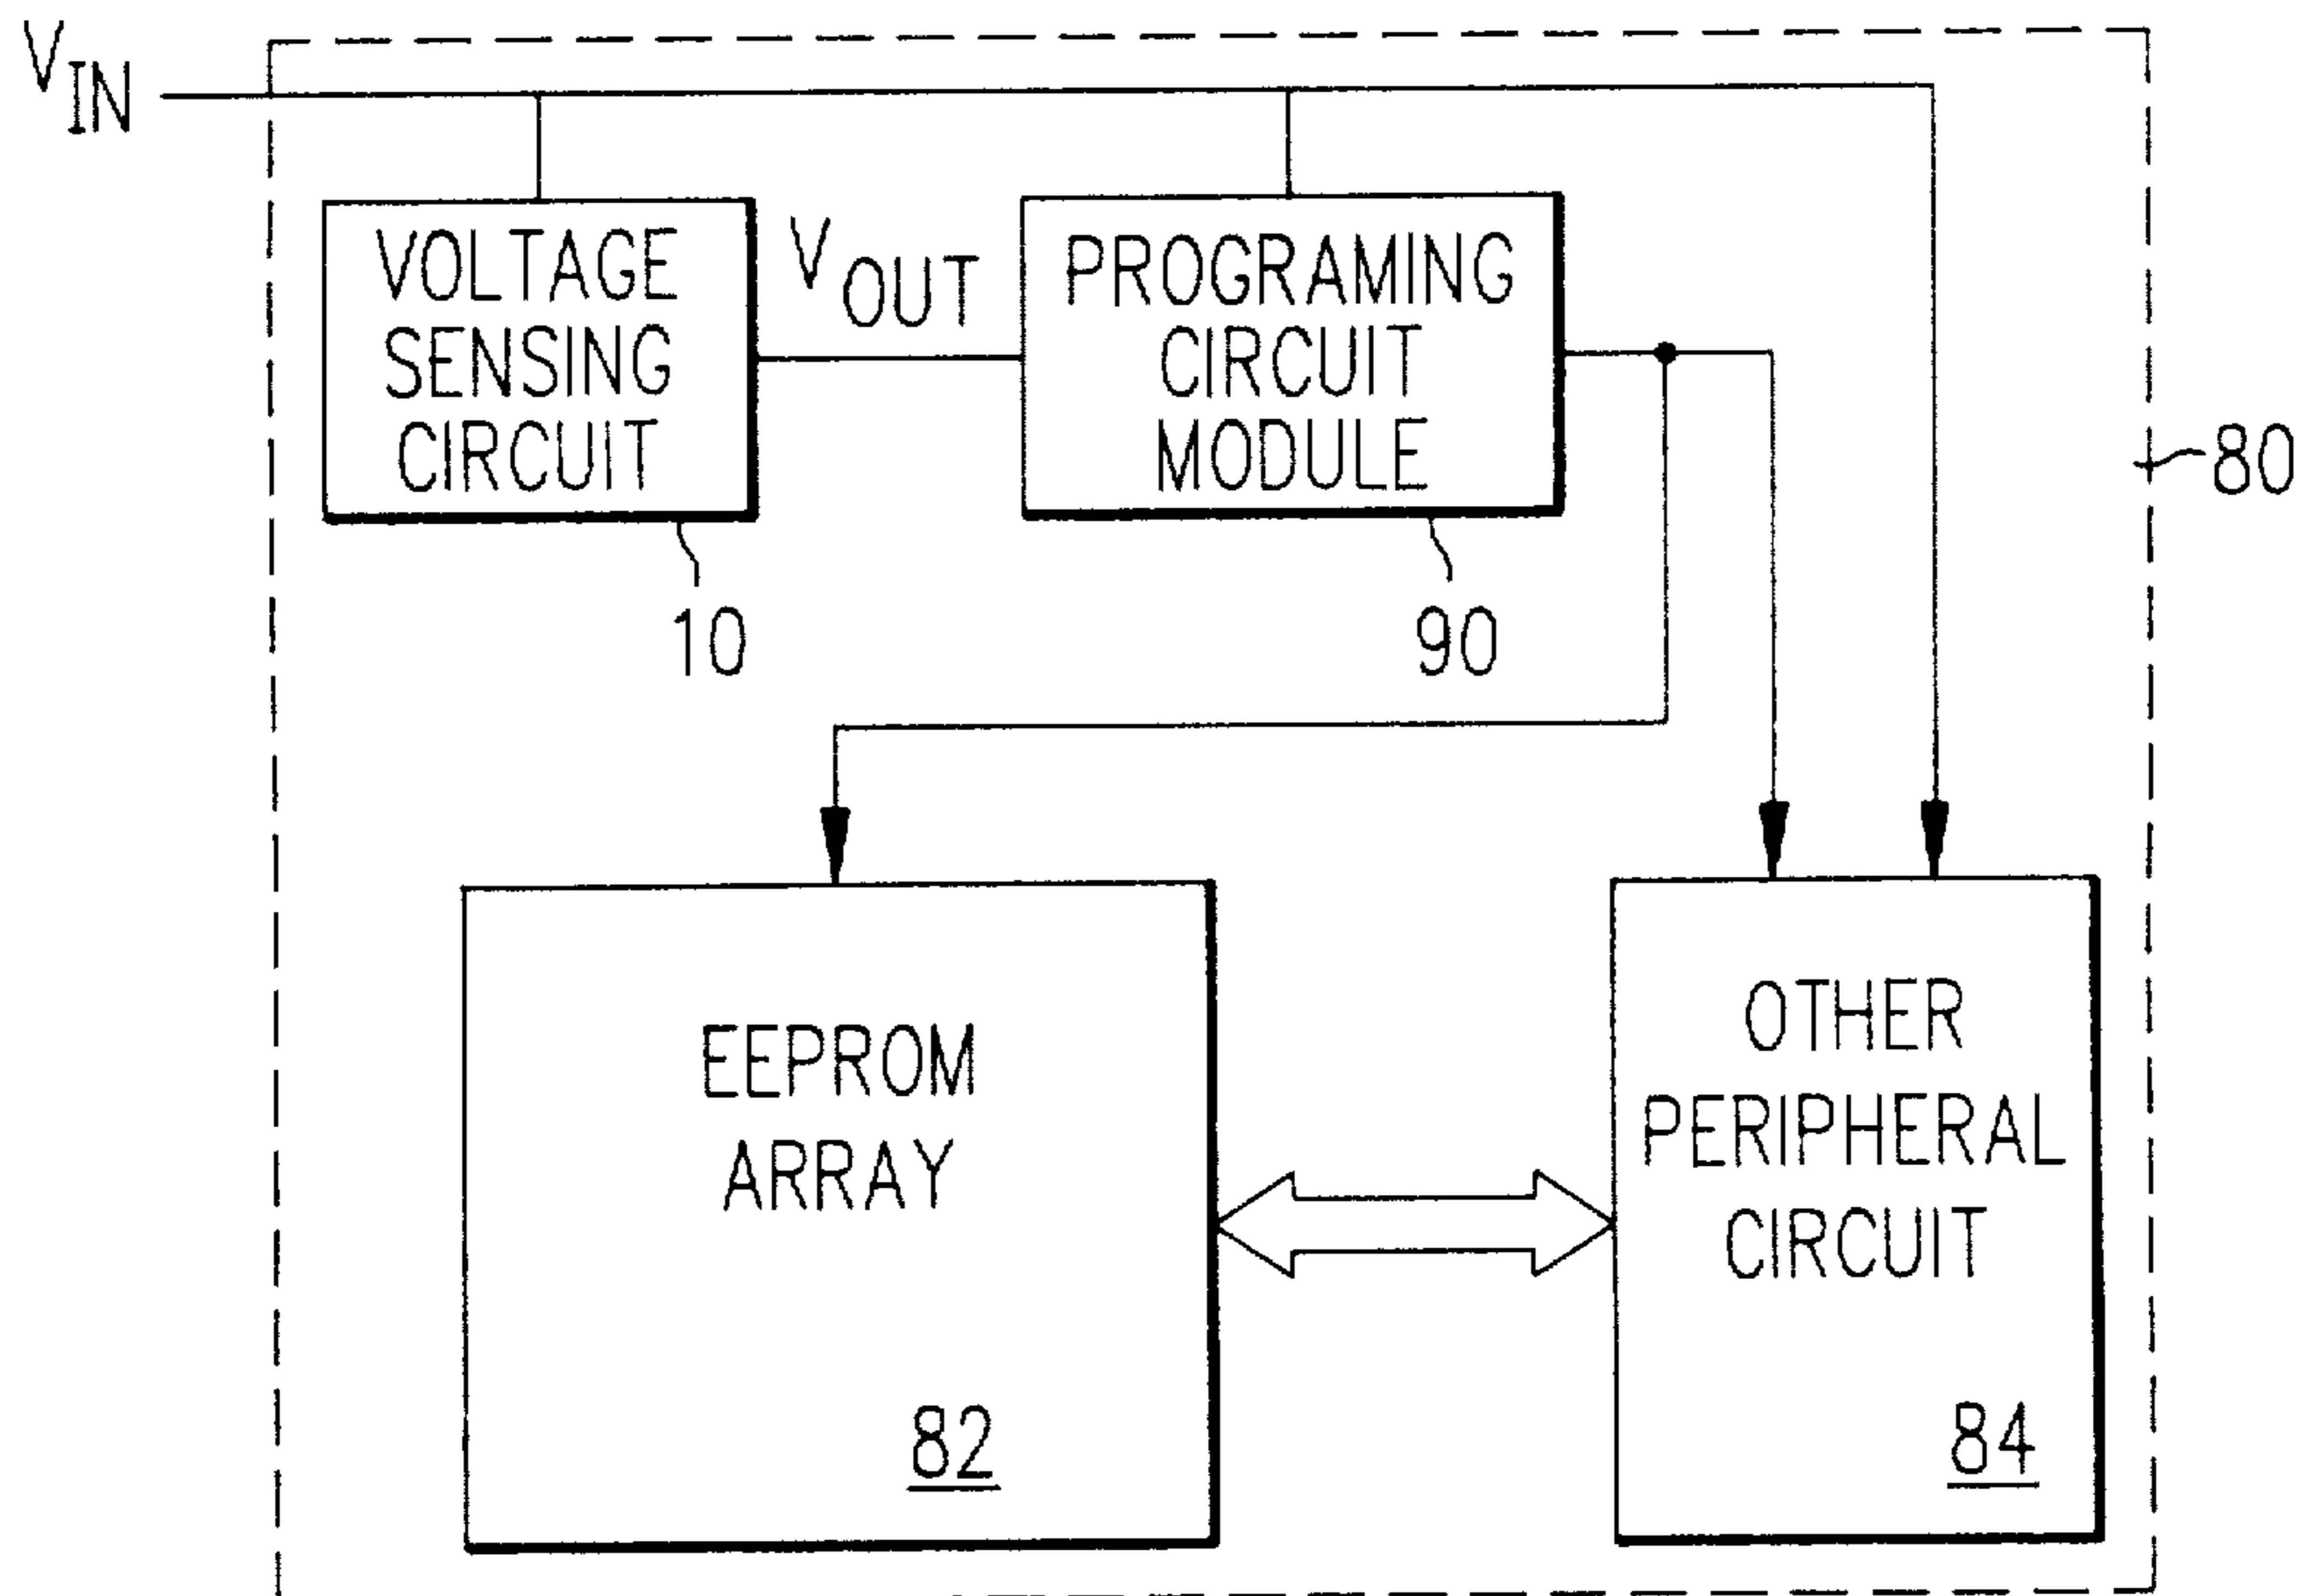 VIN
VOLTAGE
SENSING
CIRCUIT
10
VOUT
PROGRAMING
CIRCUIT
MODULE
90
80
EEPROM
ARRAY
82
OTHER
PERIPHERAL
CIRCUIT
84